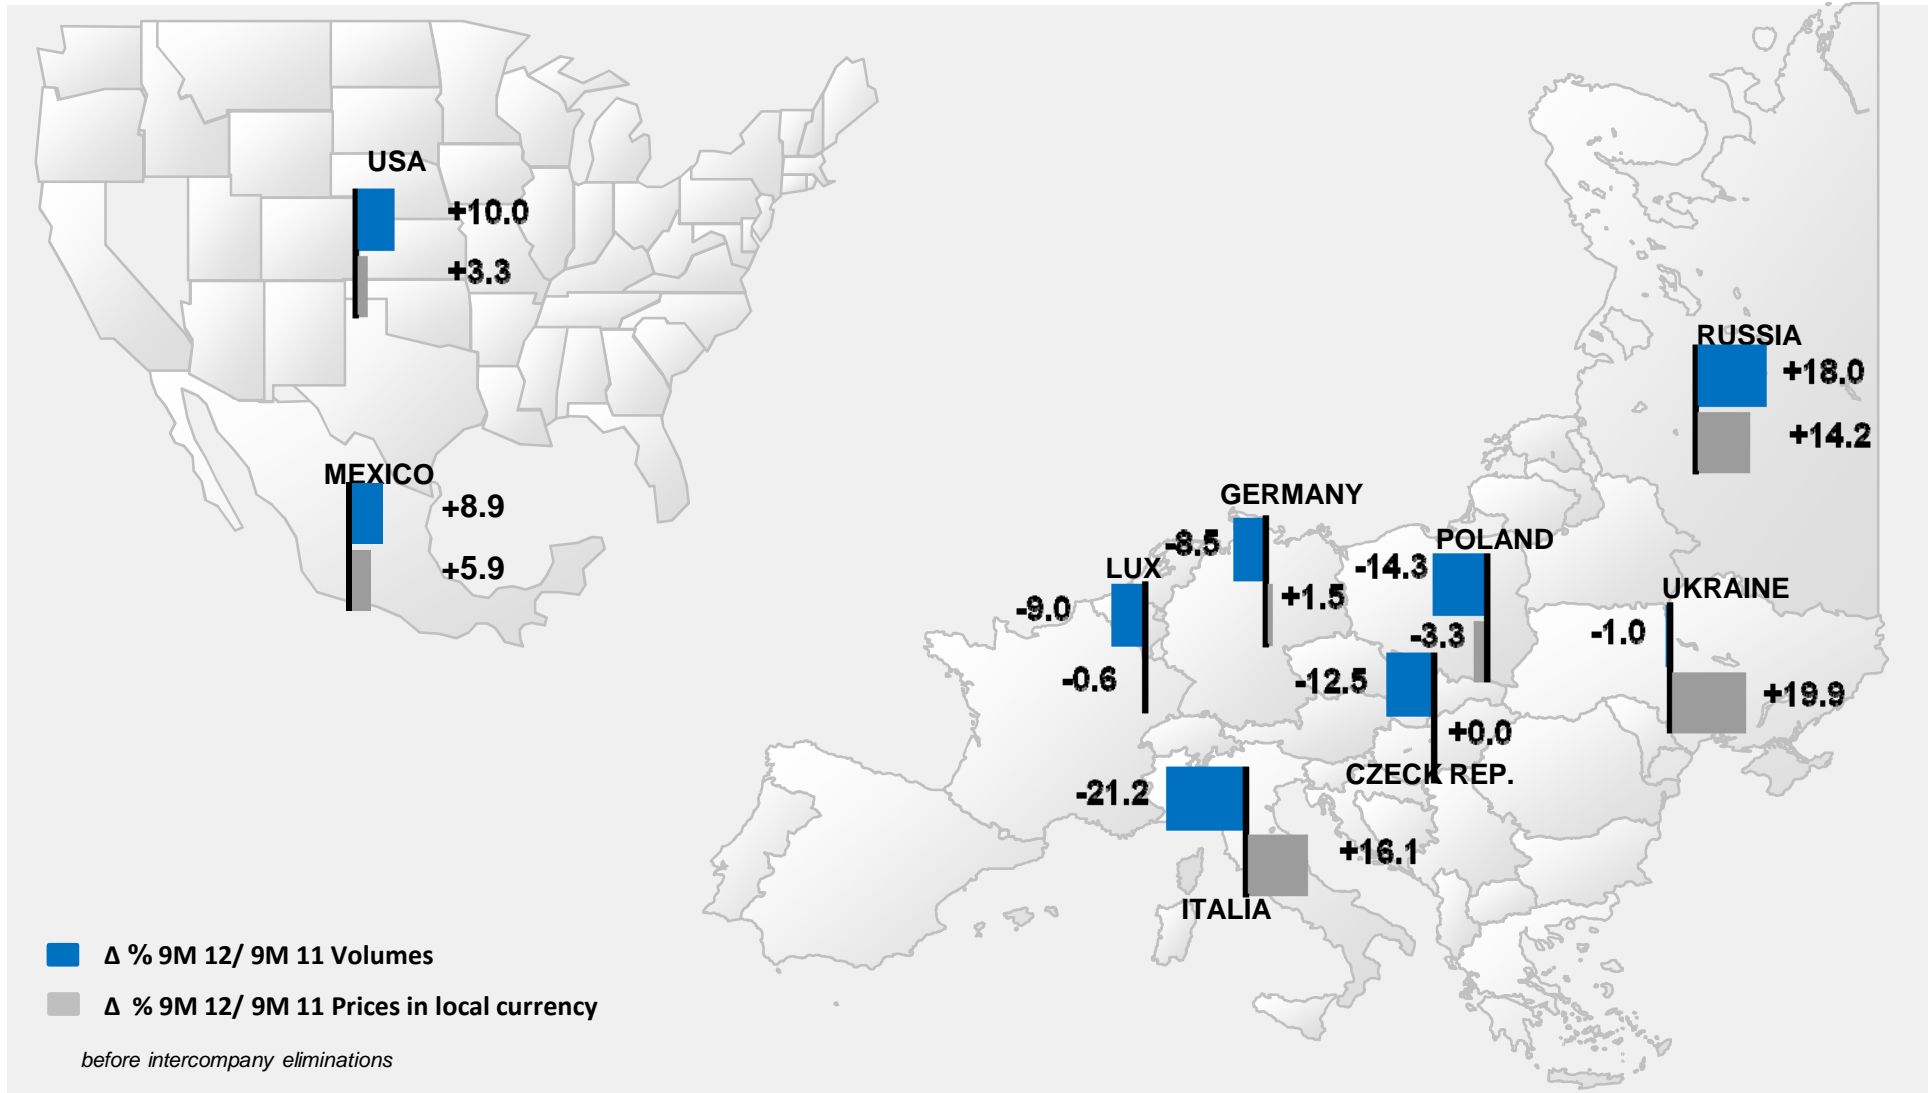 USA
+10.0
+3.3
MEXICO
+8.9
+5.9
RUSSIA
+18.0
+14.2
GERMANY
-8.5
+1.5
POLAND
-14.3
-3.3
LUX
-9.0
-0.6
UKRAINE
-1.0
+19.9
-12.5
+0.0
CZECK REP.
-21.2
+16.1
ITALIA
Δ % 9M 12/ 9M 11 Volumes
Δ % 9M 12/ 9M 11 Prices in local currency
before intercompany eliminations